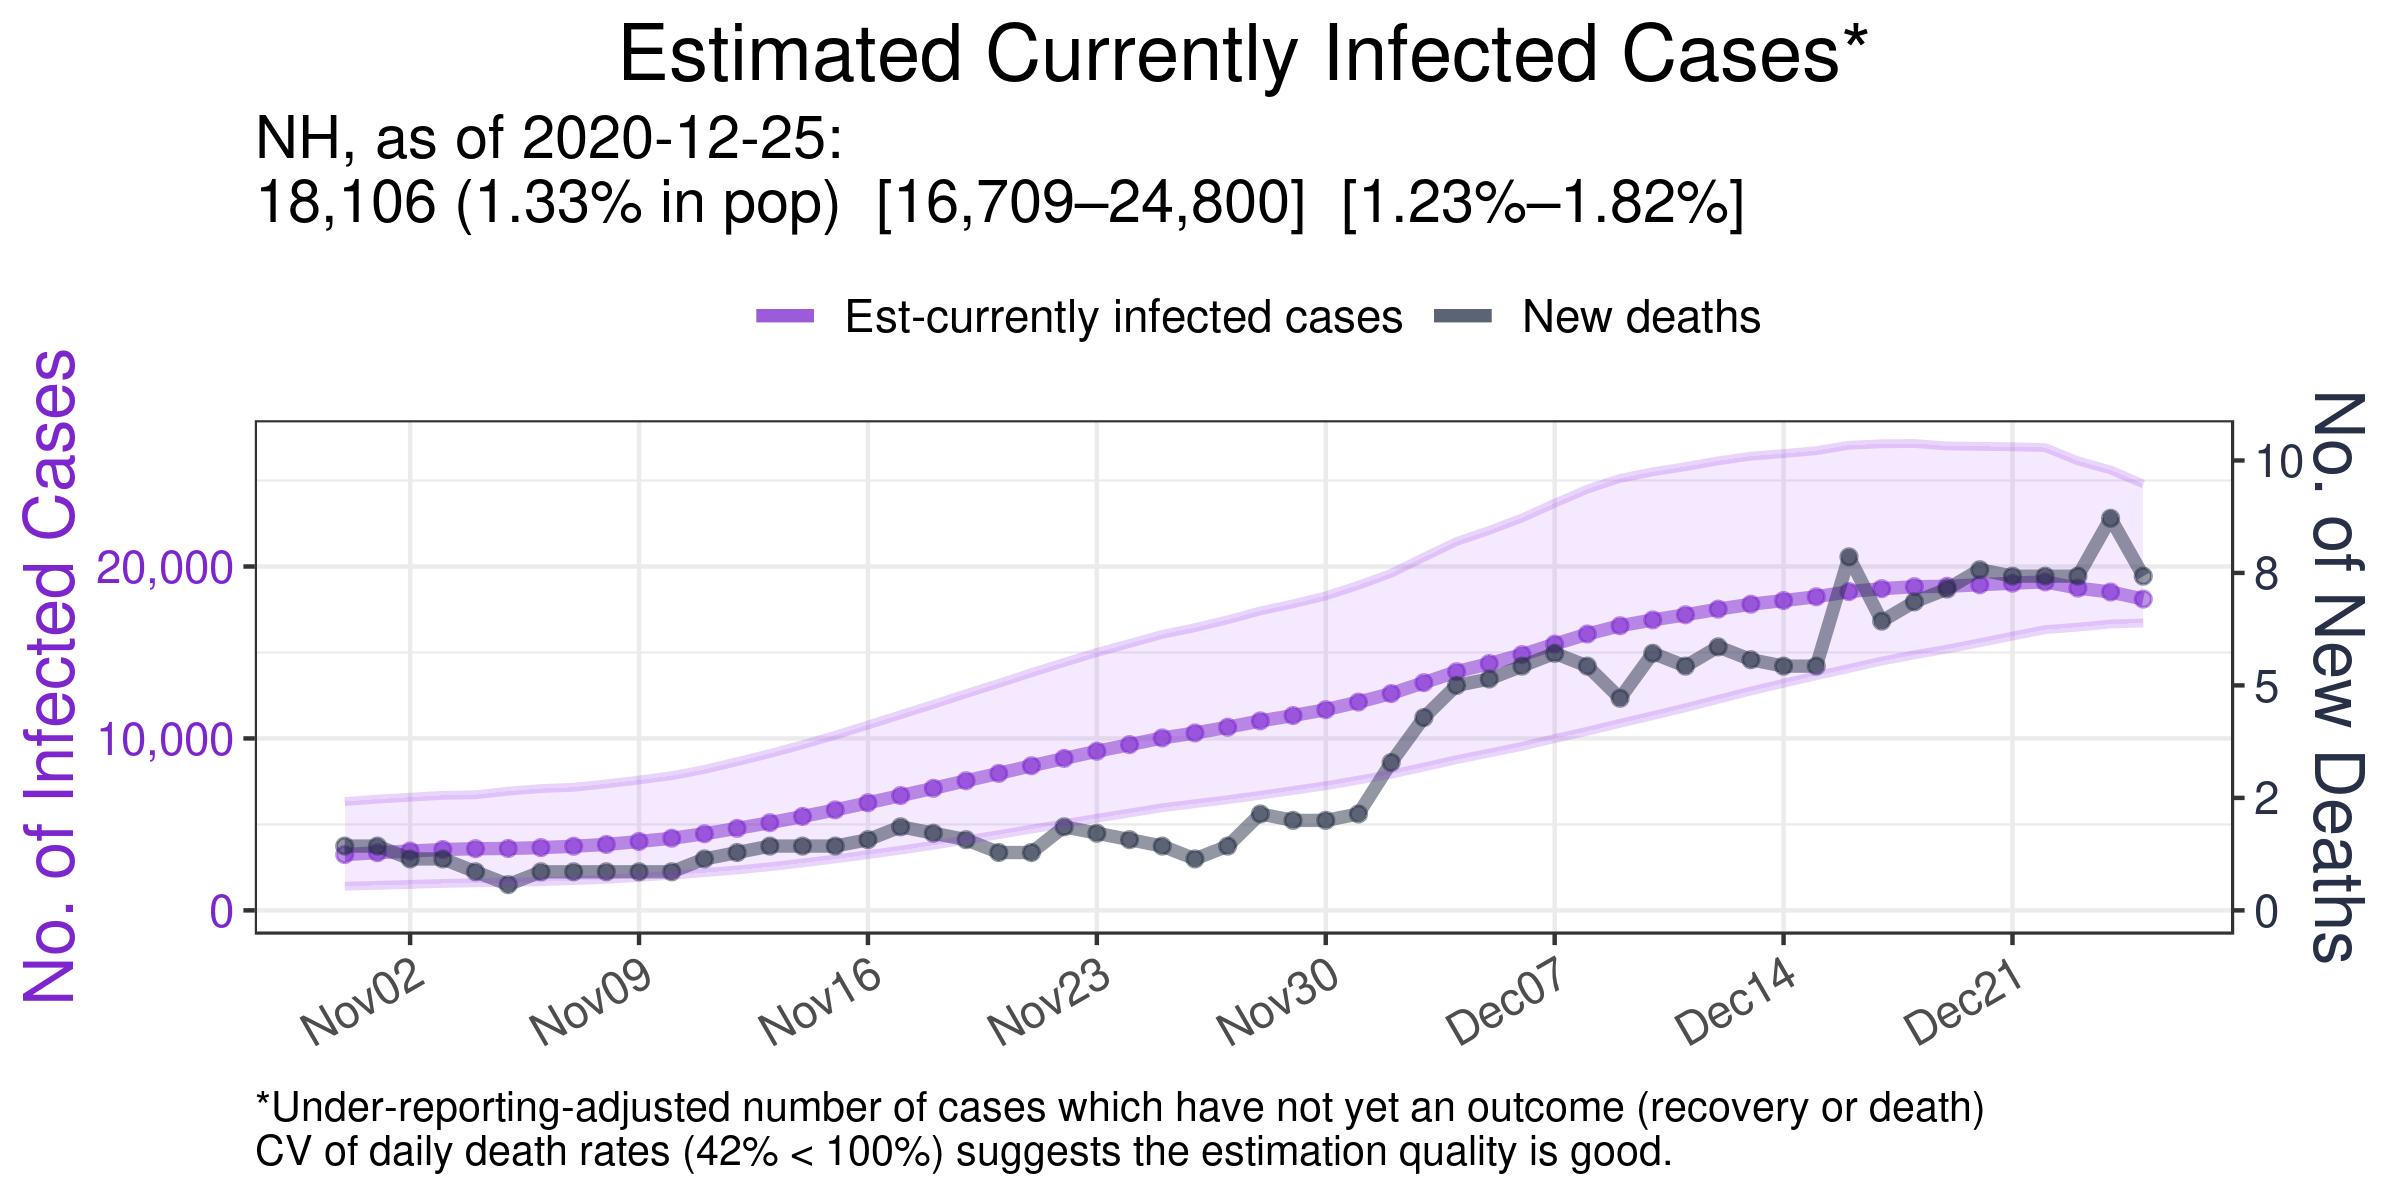 Estimated Currently Infected Cases*
NH, as of 2020-12-25:
18,106 (1.33% in pop)  [16,709–24,800]  [1.23%–1.82%]
Est-currently infected cases
New deaths
No. of Infected Cases
20,000
10,000
0
10
8
5
2
0
No. of New Deaths
Nov02
Nov09
Nov16
Nov23
Nov30
Dec07
Dec14
Dec21
*Under-reporting-adjusted number of cases which have not yet an outcome (recovery or death)
CV of daily death rates (42% < 100%) suggests the estimation quality is good.